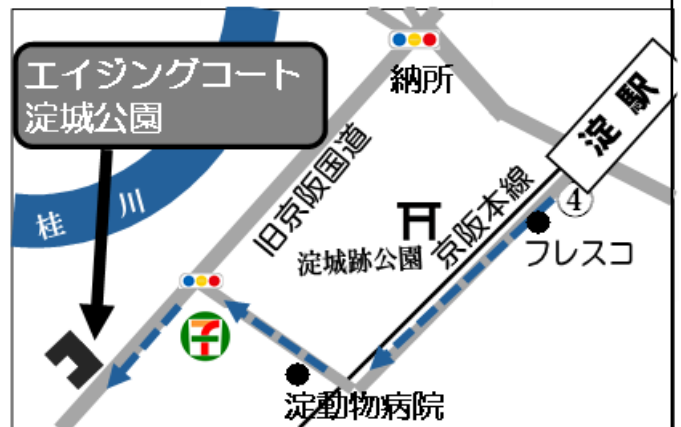 エイジングコート
淀城公園
納所
淀駅
桂川
旧京阪国道
京阪本線
④
淀城跡公園
フレスコ
7
淀動物病院